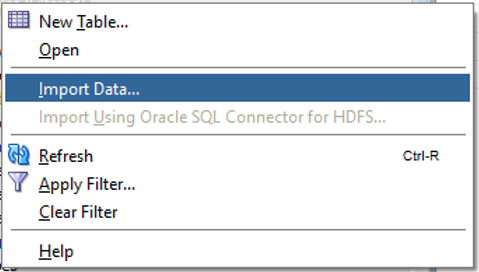 New Table...
Open
Import Data...
Import Using Oracle SQL Connector for HDFS...
Refresh Ctrl-R
Apply Filter...
Clear Filter
Help